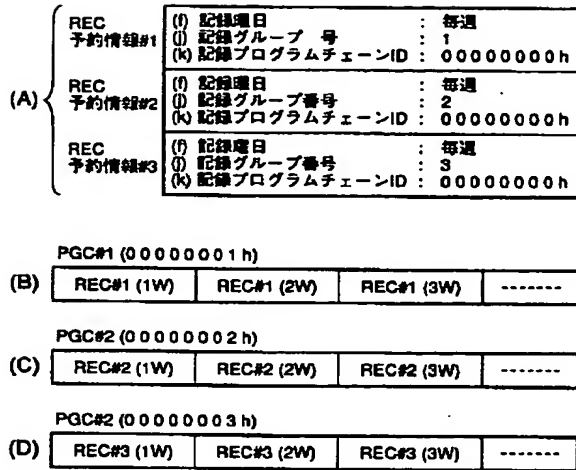 (A)
REC
予約情報#1
(f) 記録曜日 : 毎週
(j) 記録グループ 号 : 1
(k) 記録プログラムチェーンID : 00000000h
REC
予約情報#2
(f) 記録曜日 : 毎週
(j) 記録グループ番号 : 2
(k) 記録プログラムチェーンID : 00000000h
REC
予約情報#3
(f) 記録曜日 : 毎週
(j) 記録グループ番号 : 3
(k) 記録プログラムチェーンID : 00000000h
PGC#1 (00000001h)
(B) REC#1 (1W) REC#1 (2W) REC#1 (3W) -------
PGC#2 (00000002h)
(C) REC#2 (1W) REC#2 (2W) REC#2 (3W) -------
PGC#2 (00000003h)
(D) REC#3 (1W) REC#3 (2W) REC#3 (3W) -------